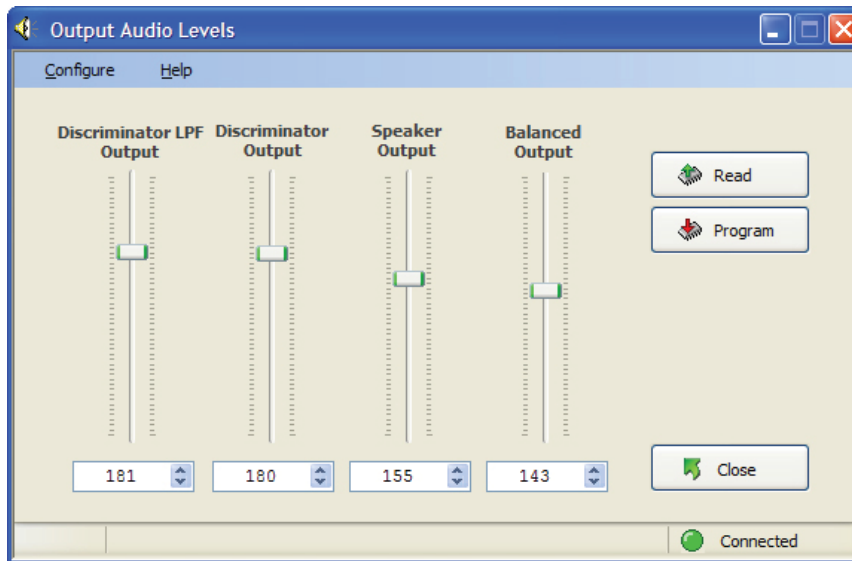 Output Audio Levels
Configure Help
Discriminator LPF Output
Discriminator Output
Speaker Output
Balanced Output
Read
Program
181
180
155
143
Close
Connected